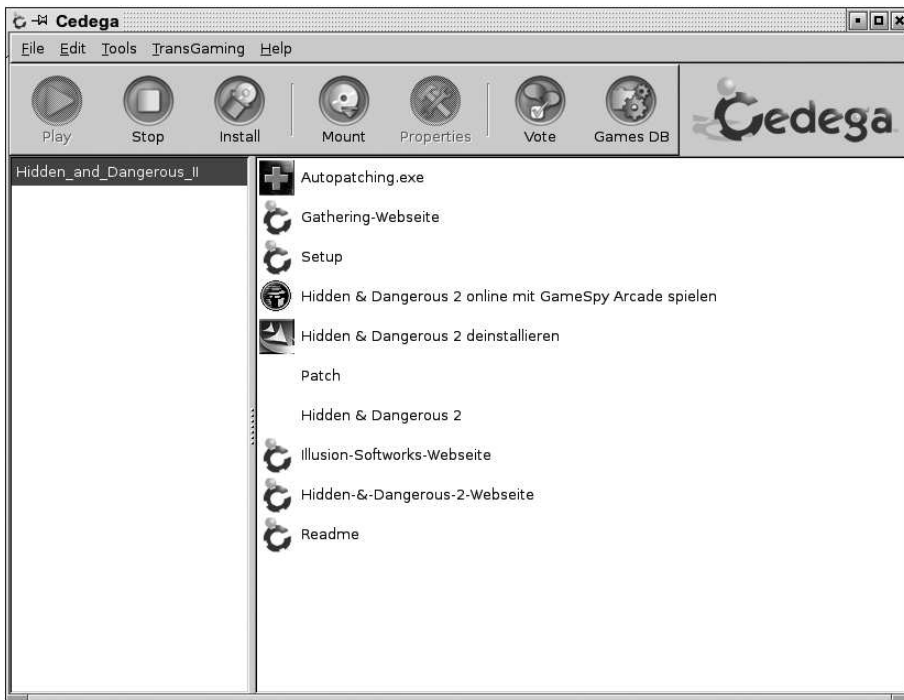 Cedega
File Edit Tools TransGaming Help
Play Stop Install Mount Properties Vote Games DB Cedega
Hidden_and_Dangerous_II
Autopatching.exe
Gathering-Webseite
Setup
Hidden & Dangerous 2 online mit GameSpy Arcade spielen
Hidden & Dangerous 2 deinstallieren
Patch
Hidden & Dangerous 2
Illusion-Softworks-Webseite
Hidden-&-Dangerous-2-Webseite
Readme